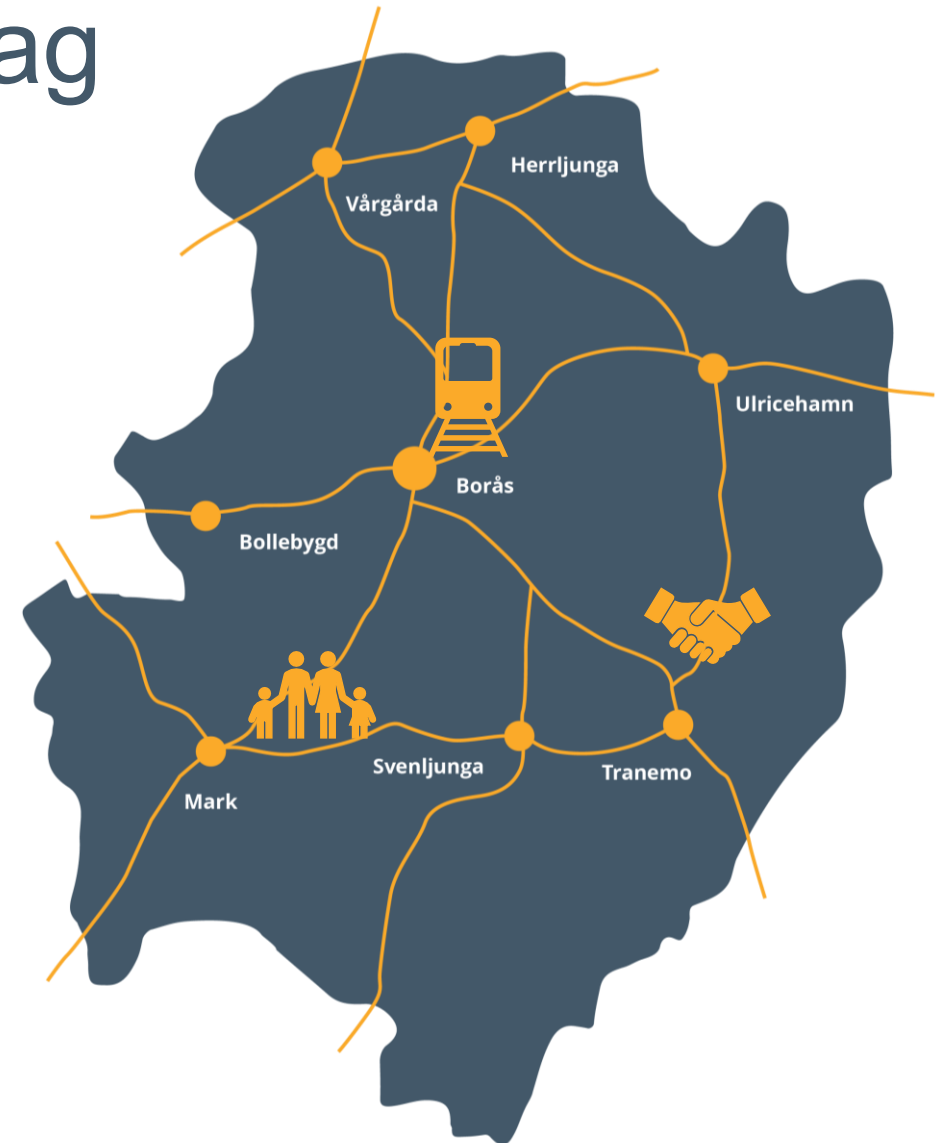 ag
Herrljunga
Vårgårda
Ulricehamn
Borås
Bollebygd
Svenljunga
Tranemo
Mark